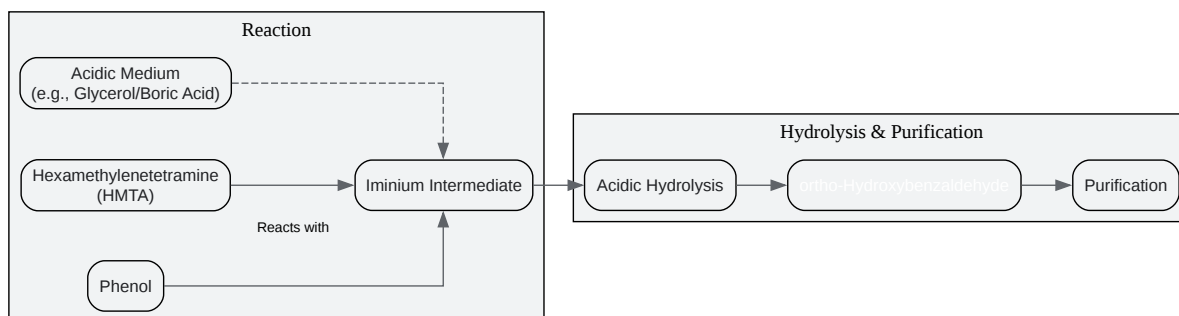 Reaction
Acidic Medium
(e.g., Glycerol/Boric Acid)
Hexamethylenetetramine
(HMTA)
Reacts with
Phenol
Iminium Intermediate
Hydrolysis & Purification
Acidic Hydrolysis
ortho-Hydroxybenzaldehyde
Purification